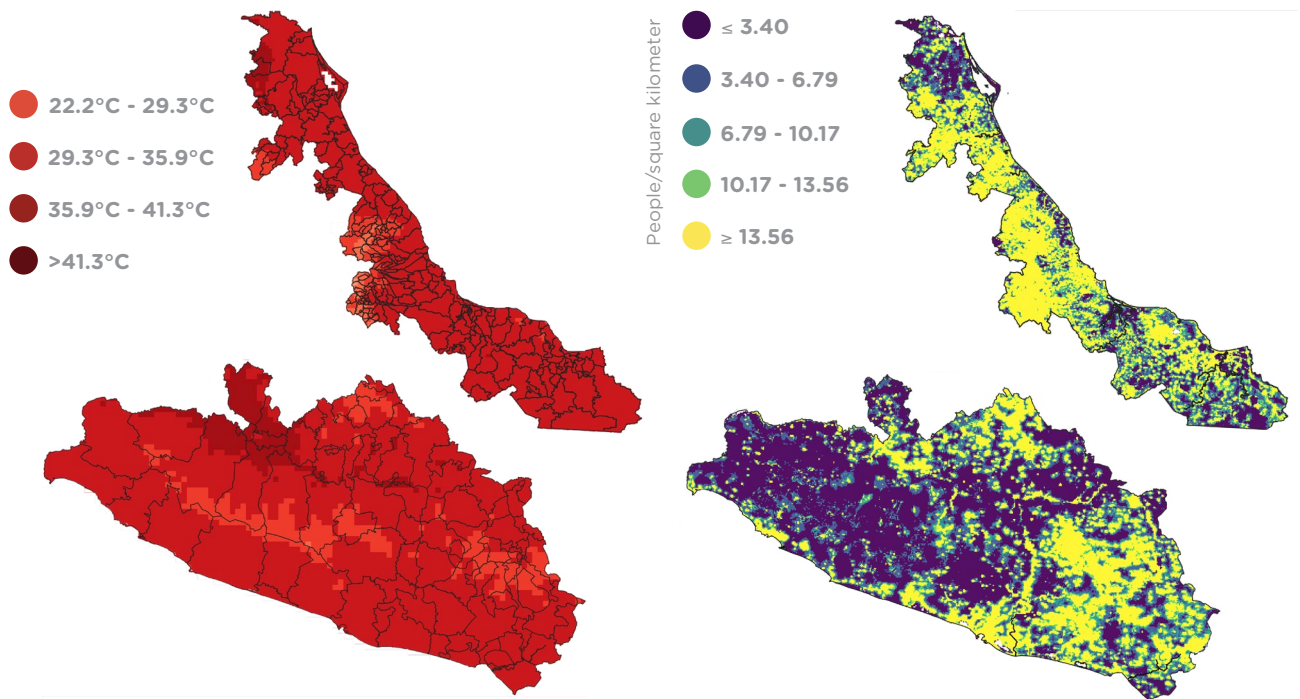 22.2°C - 29.3°C
29.3°C - 35.9°C
35.9°C - 41.3°C
>41.3°C
People/square kilometer
≤ 3.40
3.40 - 6.79
6.79 - 10.17
10.17 - 13.56
≥ 13.56